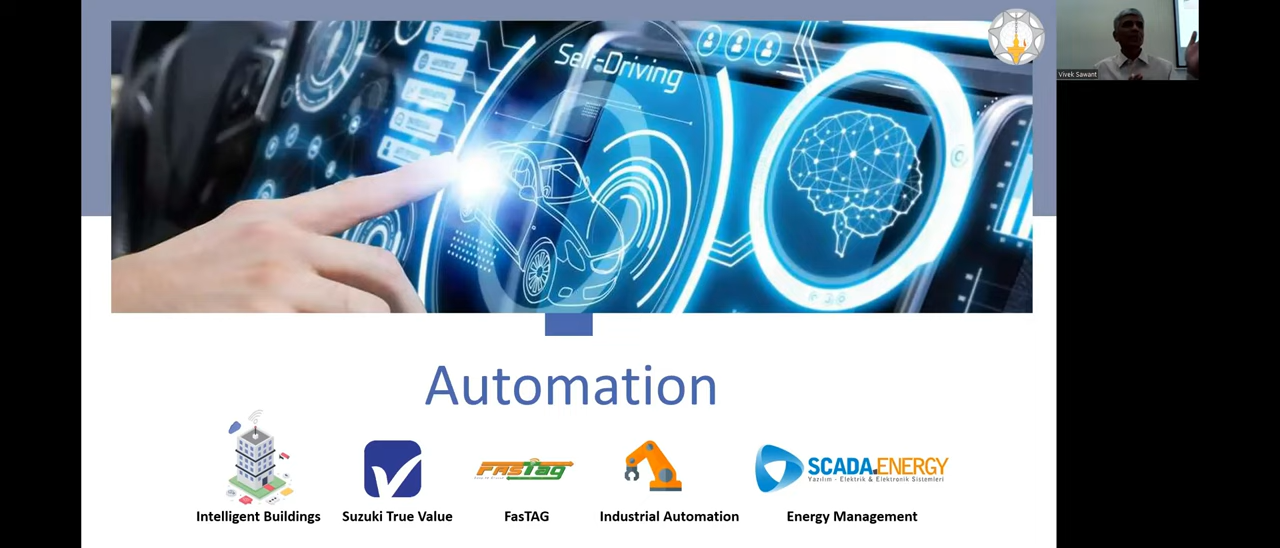 Self-Driving
Vivek Sawant
Automation
FASTag
SCADA.ENERGY
Yazılım - Elektrik & Elektronik Sistemleri
Intelligent Buildings
Suzuki True Value
FasTAG
Industrial Automation
Energy Management